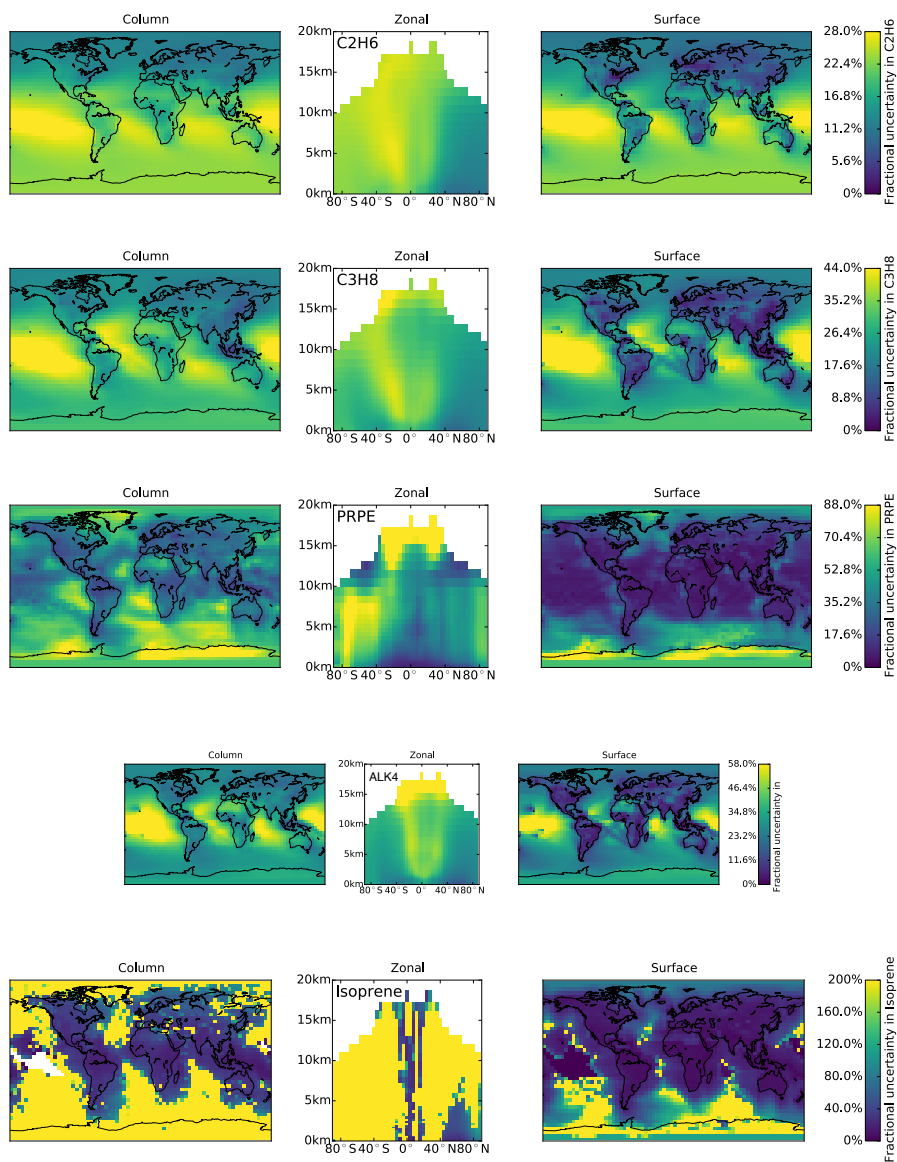 Column
Zonal
Surface
20km
15km
10km
5km
0km
C2H6
80°S 40°S 0° 40°N 80°N
28.0%
22.4%
16.8%
11.2%
5.6%
0%
Fractional uncertainty in C2H6
Column
Zonal
Surface
20km
15km
10km
5km
0km
C3H8
80°S 40°S 0° 40°N 80°N
44.0%
35.2%
26.4%
17.6%
8.8%
0%
Fractional uncertainty in C3H8
Column
Zonal
Surface
20km
15km
10km
5km
0km
PRPE
80°S 40°S 0° 40°N 80°N
88.0%
70.4%
52.8%
35.2%
17.6%
0%
Fractional uncertainty in PRPE
Column
Zonal
Surface
20km
15km
10km
5km
0km
ALK4
80°S 40°S 0° 40°N 80°N
58.0%
46.4%
34.8%
23.2%
11.6%
0%
Fractional uncertainty in
Column
Zonal
Surface
20km
15km
10km
5km
0km
Isoprene
80°S 40°S 0° 40°N 80°N
200%
160.0%
120.0%
80.0%
40.0%
0%
Fractional uncertainty in Isoprene